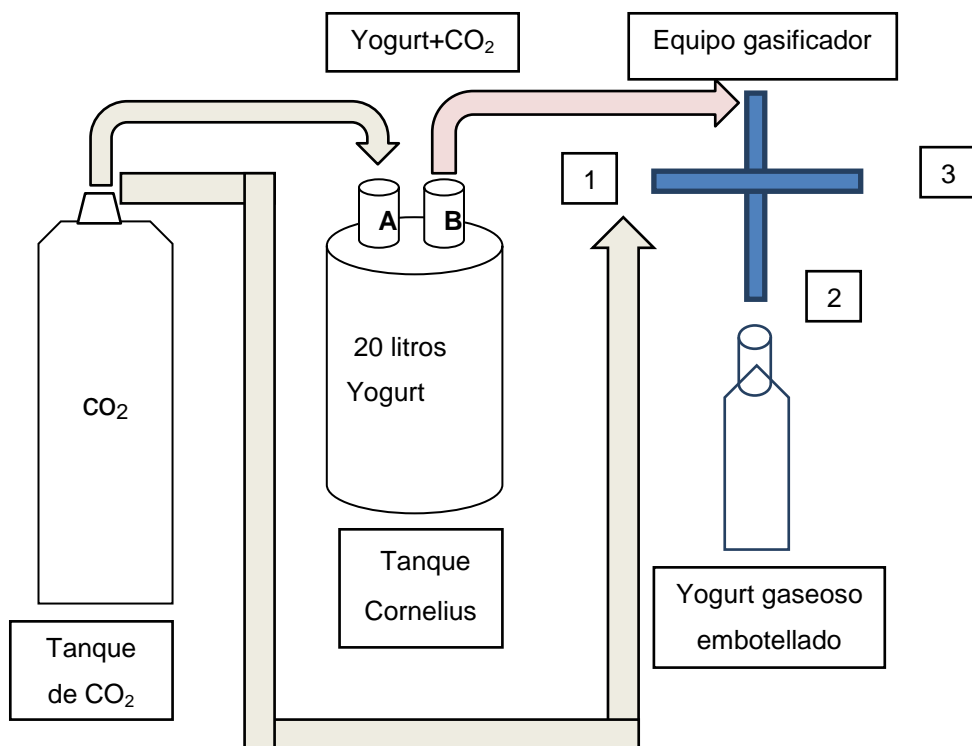 Yogurt+CO₂
Equipo gasificador
1
3
A
B
2
20 litros
Yogurt
CO₂
Tanque
Cornelius
Yogurt gaseoso
embotellado
Tanque
de CO₂